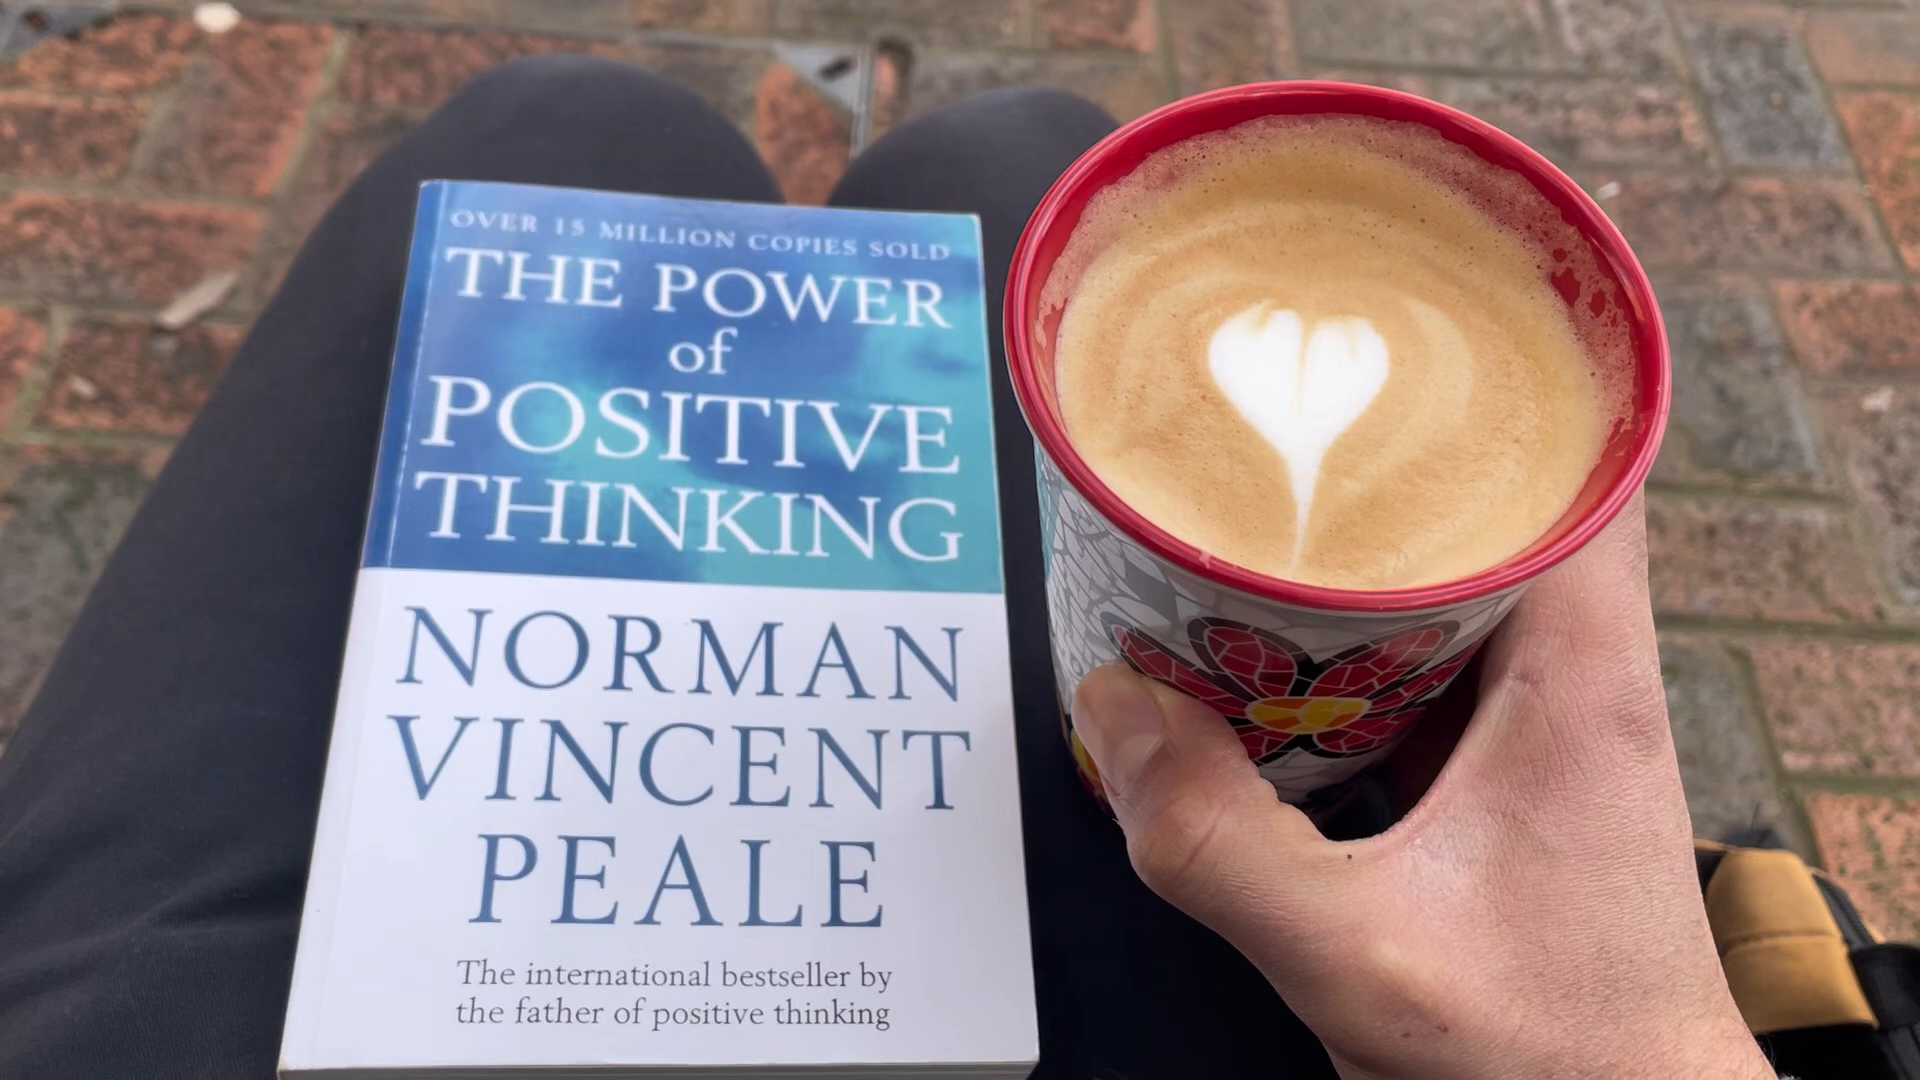 OVER 15 MILLION COPIES SOLD
THE POWER
of
POSITIVE
THINKING
NORMAN
VINCENT
PEALE
The international bestseller by
the father of positive thinking